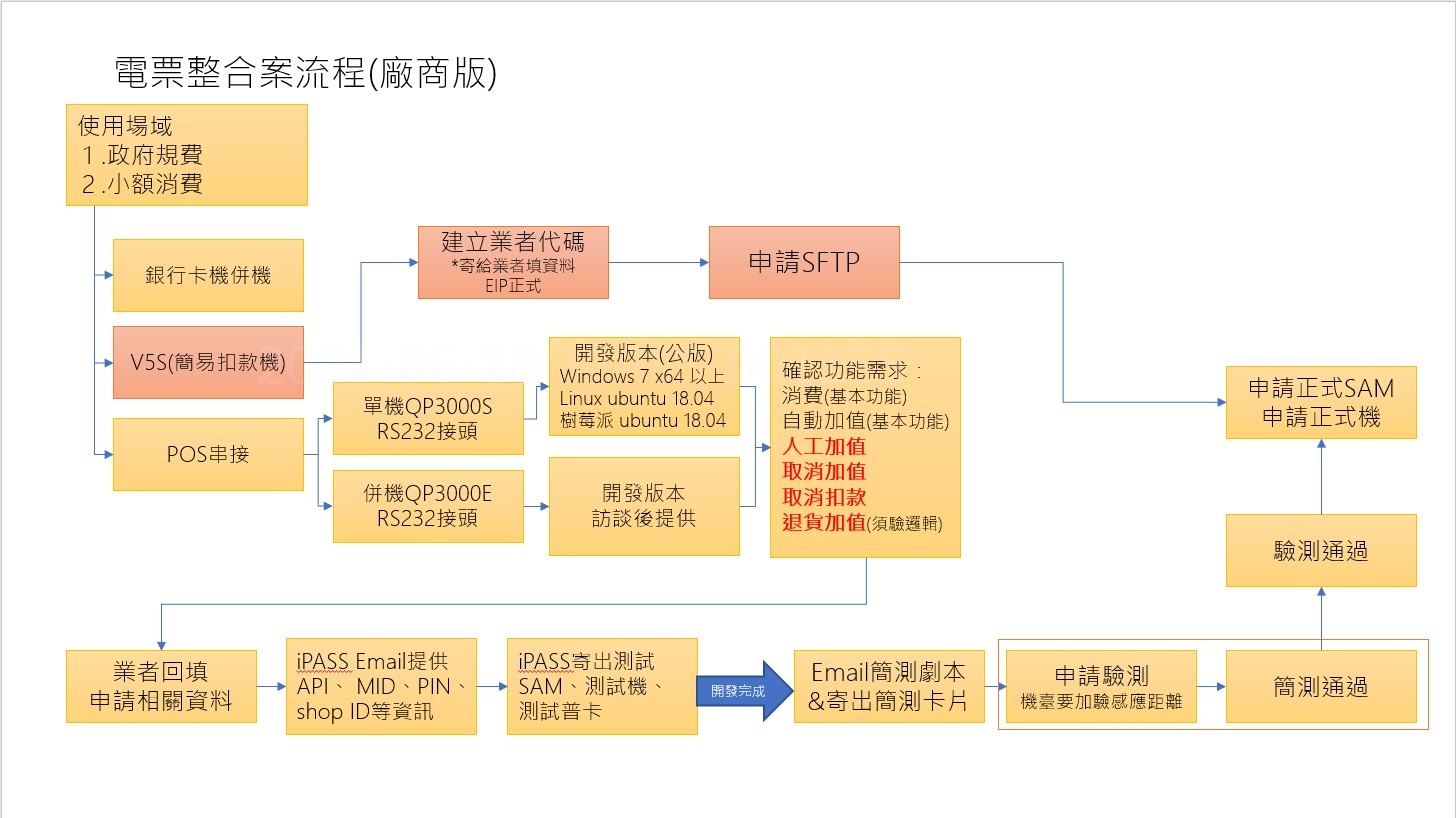 電票整合案流程(廠商版)
使用場域
１.政府規費
２.小額消費
銀行卡機併機
V5S(簡易扣款機)
POS串接
建立業者代碼
*寄給業者填資料
EIP正式
申請SFTP
單機QP3000S
RS232接頭
併機QP3000E
RS232接頭
開發版本(公版)
Windows 7 x64 以上
Linux ubuntu 18.04
樹莓派 ubuntu 18.04
開發版本
訪談後提供
確認功能需求：
消費(基本功能)
自動加值(基本功能)
人工加值
取消加值
取消扣款
退貨加值(須驗邏輯)
業者回填
申請相關資料
iPASS Email提供
API、 MID、PIN、
shop ID等資訊
iPASS寄出測試
SAM、測試機、
測試普卡
開發完成
Email簡測劇本
&寄出簡測卡片
申請驗測
機臺要加驗感應距離
簡測通過
驗測通過
申請正式SAM
申請正式機